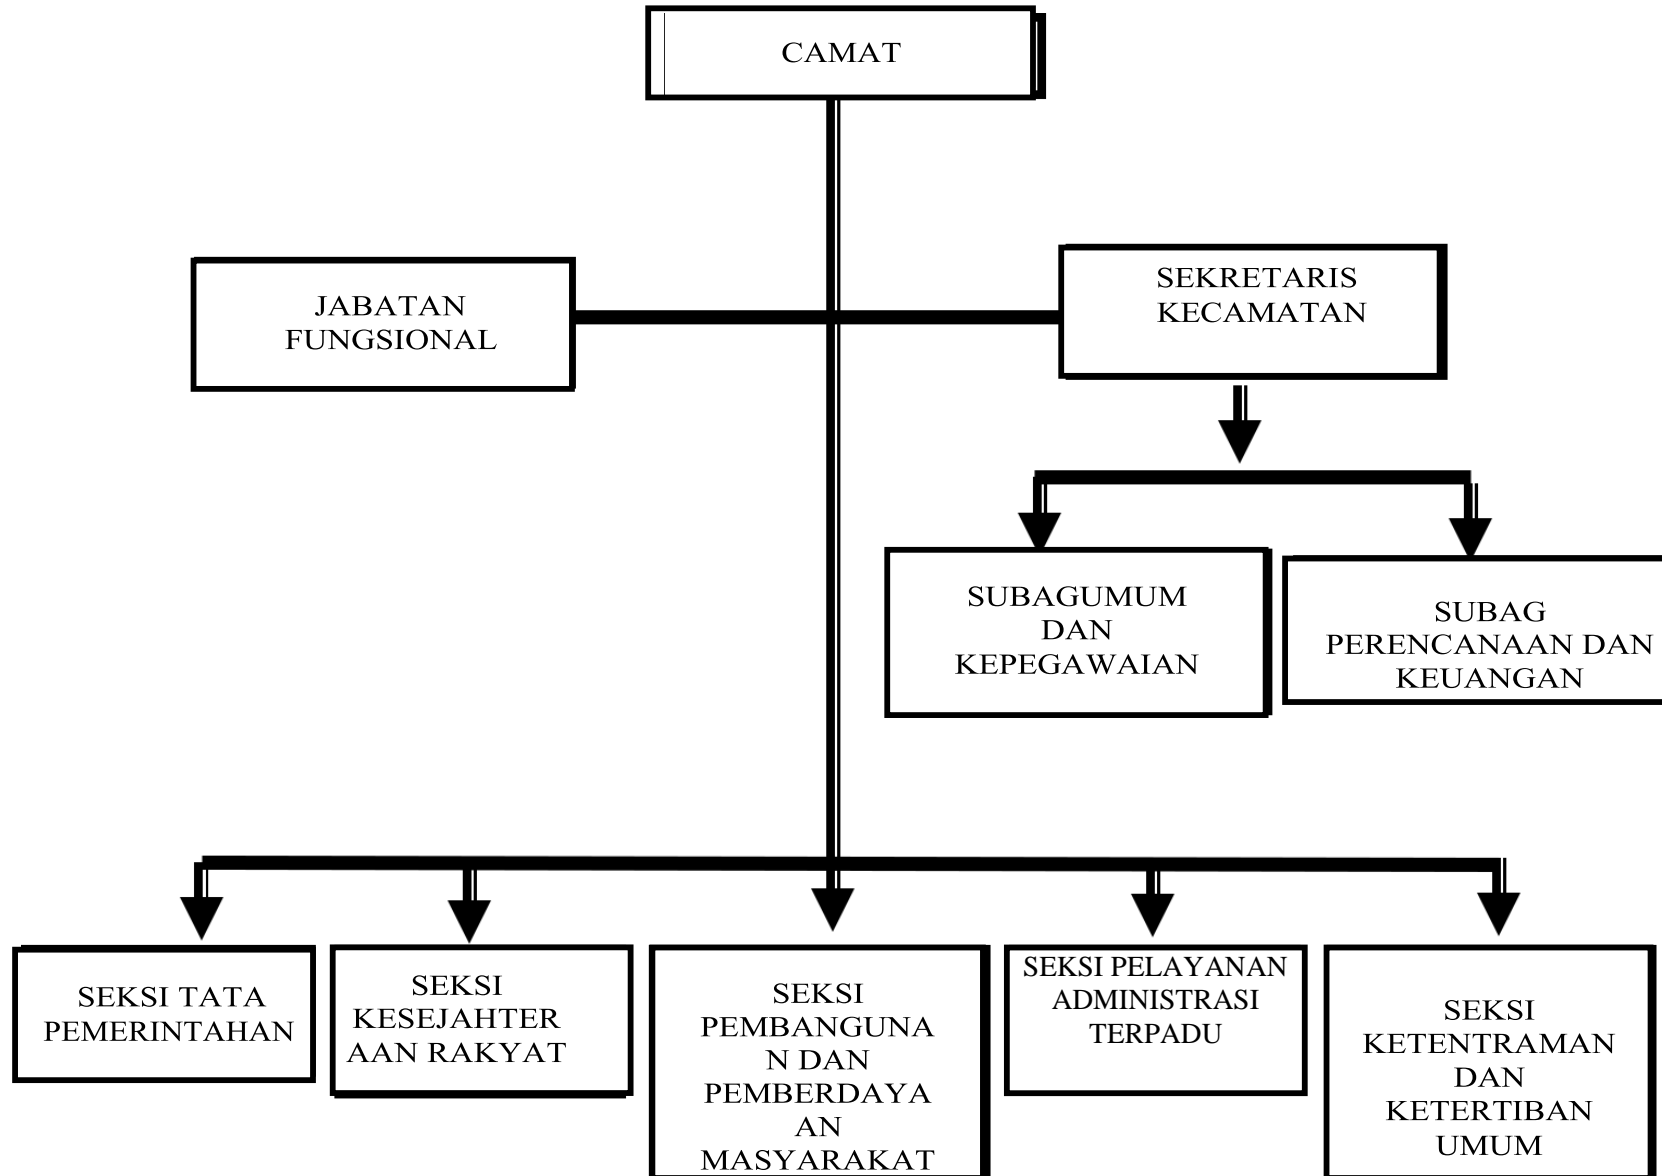 CAMAT
JABATAN
FUNGSIONAL
SEKRETARIS
KECAMATAN
SUBAGUMUM
DAN
KEPEGAWAIAN
SUBAG
PERENCANAAN DAN
KEUANGAN
SEKSI TATA
PEMERINTAHAN
SEKSI
KESEJAHTER
AAN RAKYAT
SEKSI
PEMBANGUNA
N DAN
PEMBERDAYA
AN
MASYARAKAT
SEKSI PELAYANAN
ADMINISTRASI
TERPADU
SEKSI
KETENTRAMAN
DAN
KETERTIBAN
UMUM